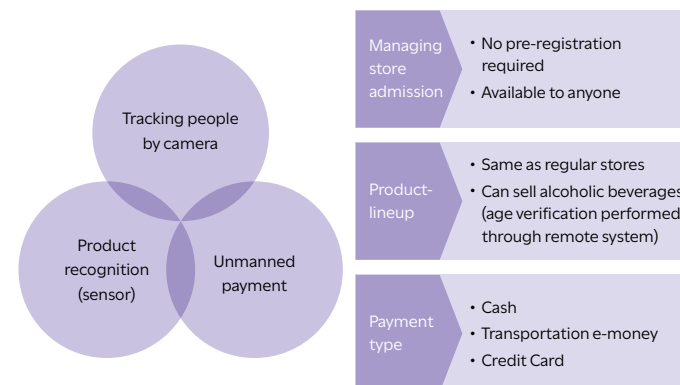 Tracking people
by camera
Product
recognition
(sensor)
Unmanned
payment
Managing
store
admission
• No pre-registration
required
• Available to anyone
Product-
lineup
• Same as regular stores
• Can sell alcoholic beverages
(age verification performed
through remote system)
Payment
type
• Cash
• Transportation e-money
• Credit Card